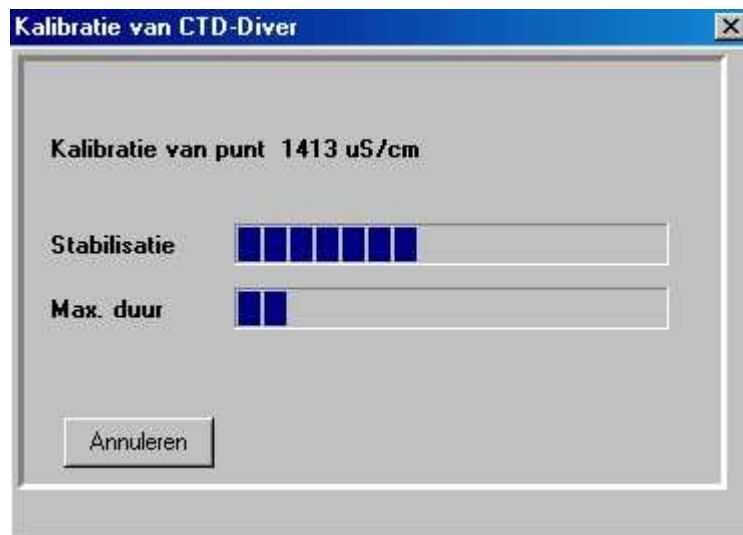 Kalibratie van CTD-Diver
Kalibratie van punt 1413 uS/cm
Stabilisatie
Max. duur
Annuleren